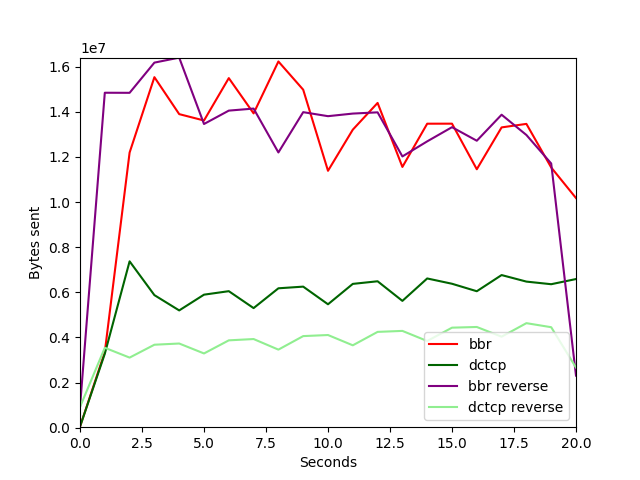 1e7
1.6
1.4
1.2
1.0
0.8
0.6
0.4
0.2
0.0
Bytes sent
0.0 2.5 5.0 7.5 10.0 12.5 15.0 17.5 20.0
Seconds
bbr
dctcp
bbr reverse
dctcp reverse